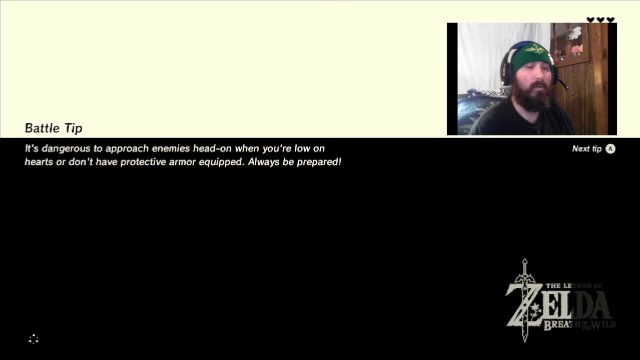 Battle Tip
It's dangerous to approach enemies head-on when you're low on
hearts or don't have protective armor equipped. Always be prepared!
Next tip A
THE LEGEND OF
ZELDA
BREATH OF THE WILD